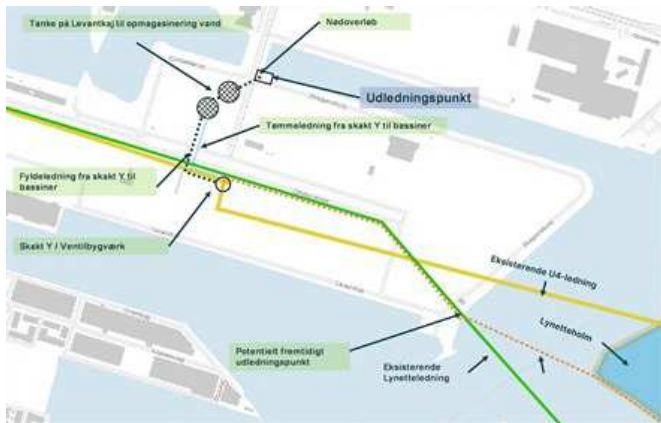 Tanke på Levantkaj til opmagasinering vand
Nødoverløb
Udledningspunkt
Tømmeledning fra skakt Y til bassiner
Fyldeledning fra skakt Y til
bassiner
Skakt Y / Ventilbygværk
Eksisterende U4-ledning
Lynetteholm
Potentielt fremtidigt
udledningspunkt
Eksisterende
Lynetteledning